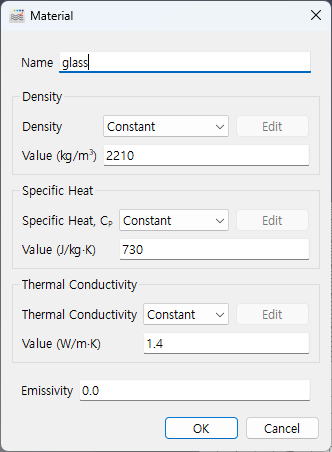 Material
Name glass
Density
Density Constant Edit
Value (kg/m³) 2210
Specific Heat
Specific Heat, Cₚ Constant Edit
Value (J/kg·K) 730
Thermal Conductivity
Thermal Conductivity Constant Edit
Value (W/m·K) 1.4
Emissivity 0.0
OK Cancel